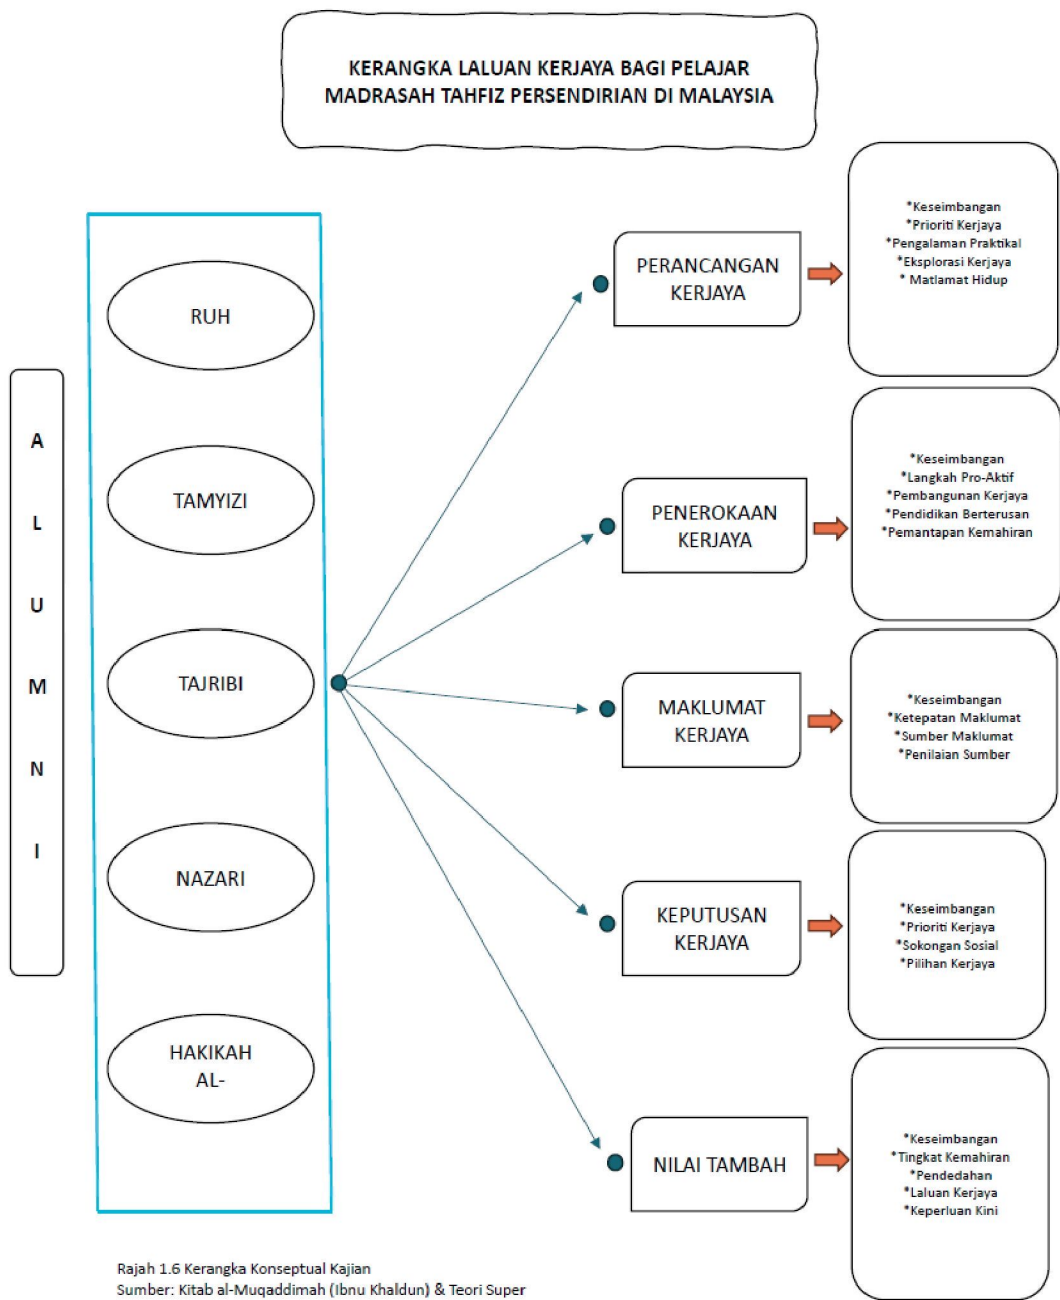 KERANGKA LALUAN KERJAYA BAGI PELAJAR
MADRASAH TAHFIZ PERSENDIRIAN DI MALAYSIA
A
L
U
M
N
I
RUH
TAMYIZI
TAJRIBI
NAZARI
HAKIKAH
AL-
PERANCANGAN
KERJAYA
*Keseimbangan
*Prioriti Kerjaya
*Pengalaman Praktikal
*Eksplorasi Kerjaya
* Matlamat Hidup
PENEROKAAN
KERJAYA
*Keseimbangan
*Langkah Pro-Aktif
*Pembangunan Kerjaya
*Pendidikan Berterusan
*Pemantapan Kemahiran
MAKLUMAT
KERJAYA
*Keseimbangan
*Ketepatan Maklumat
*Sumber Maklumat
*Penilaian Sumber
KEPUTUSAN
KERJAYA
*Keseimbangan
*Prioriti Kerjaya
*Sokongan Sosial
*Pilihan Kerjaya
NILAI TAMBAH
*Keseimbangan
*Tingkat Kemahiran
*Pendedahan
*Laluan Kerjaya
*Keperluan Kini
Rajah 1.6 Kerangka Konseptual Kajian
Sumber: Kitab al-Muqaddimah (Ibnu Khaldun) & Teori Super